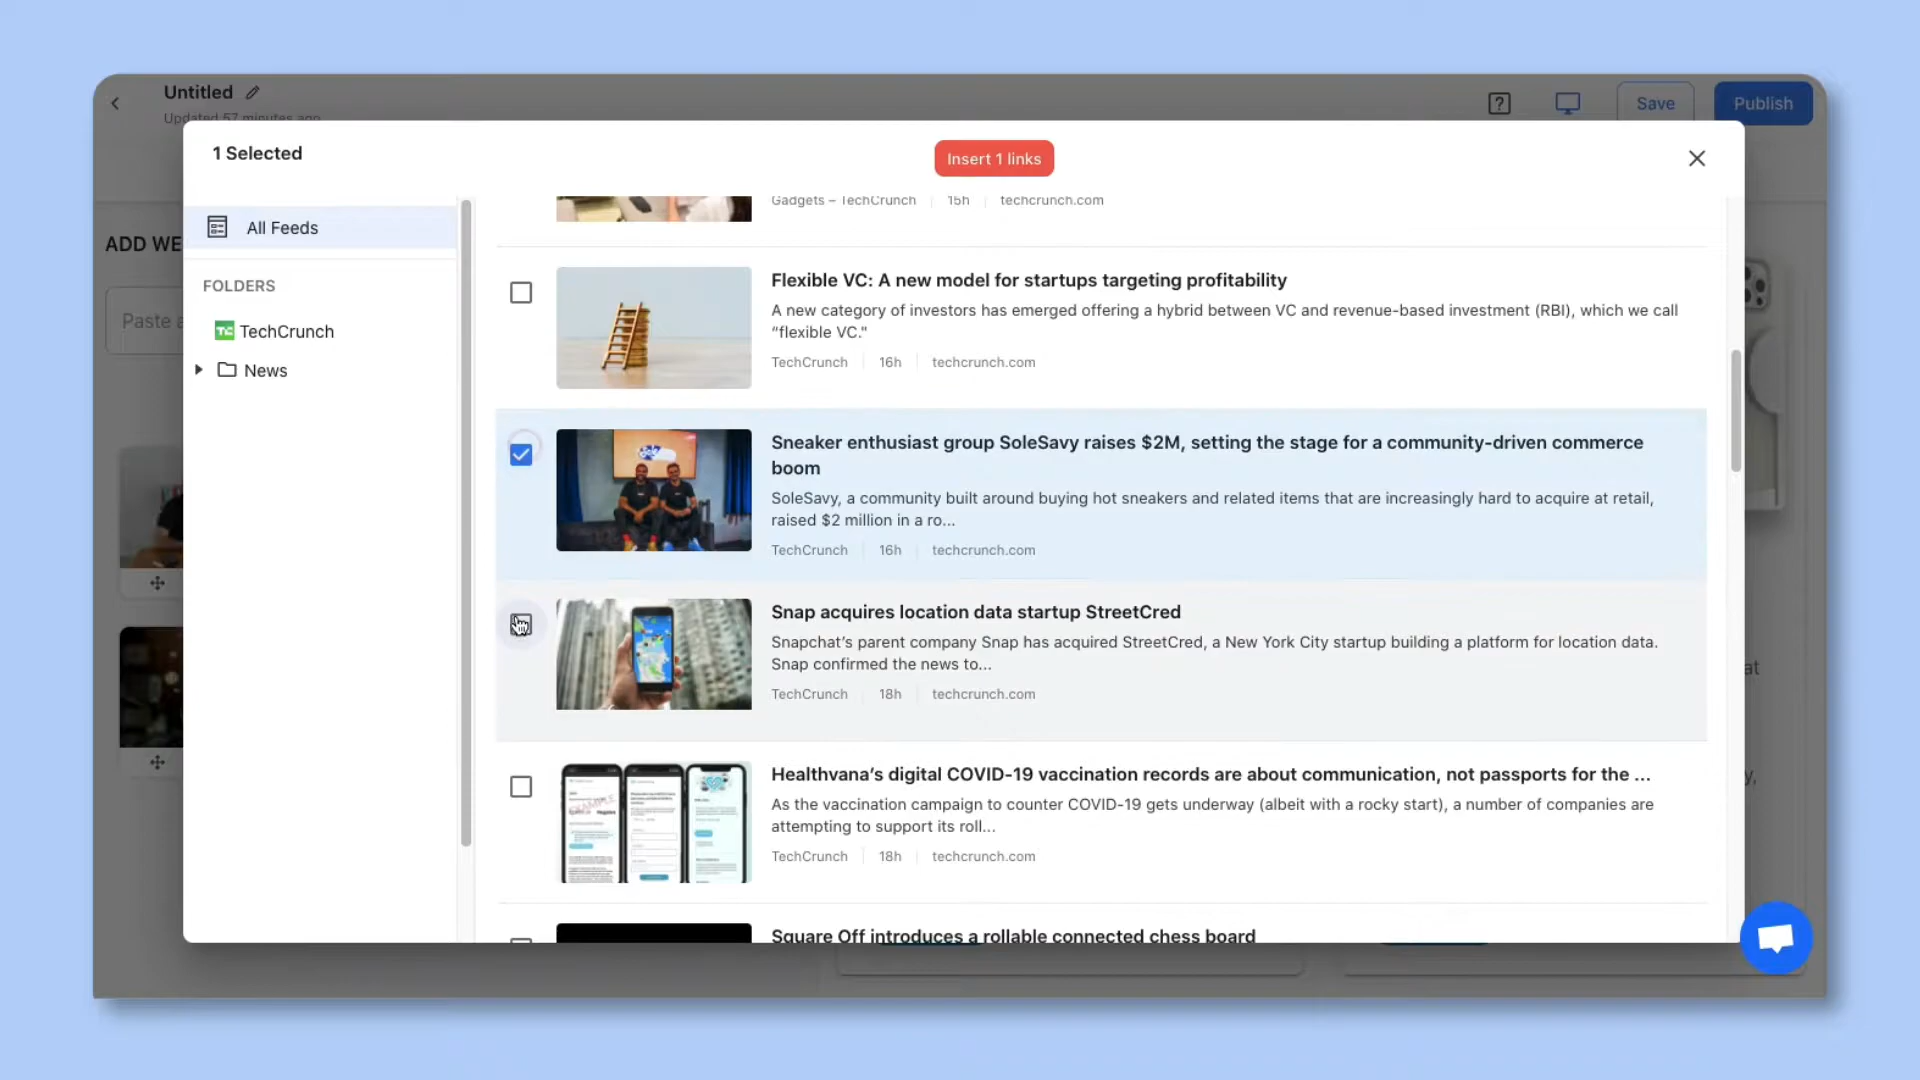 Untitled
Updated 57 minutes ago
Save
Publish
1 Selected
Insert 1 links
ADD WE
Paste a
All Feeds
FOLDERS
TechCrunch
News
Gadgets – TechCrunch 15h techcrunch.com
Flexible VC: A new model for startups targeting profitability
A new category of investors has emerged offering a hybrid between VC and revenue-based investment (RBI), which we call
“flexible VC."
TechCrunch 16h techcrunch.com
Sneaker enthusiast group SoleSavy raises $2M, setting the stage for a community-driven commerce
boom
SoleSavy, a community built around buying hot sneakers and related items that are increasingly hard to acquire at retail,
raised $2 million in a ro...
TechCrunch 16h techcrunch.com
Snap acquires location data startup StreetCred
Snapchat’s parent company Snap has acquired StreetCred, a New York City startup building a platform for location data.
Snap confirmed the news to...
TechCrunch 18h techcrunch.com
at
Healthvana’s digital COVID-19 vaccination records are about communication, not passports for the ...
As the vaccination campaign to counter COVID-19 gets underway (albeit with a rocky start), a number of companies are
attempting to support its roll...
TechCrunch 18h techcrunch.com
y,
Square Off introduces a rollable connected chess board